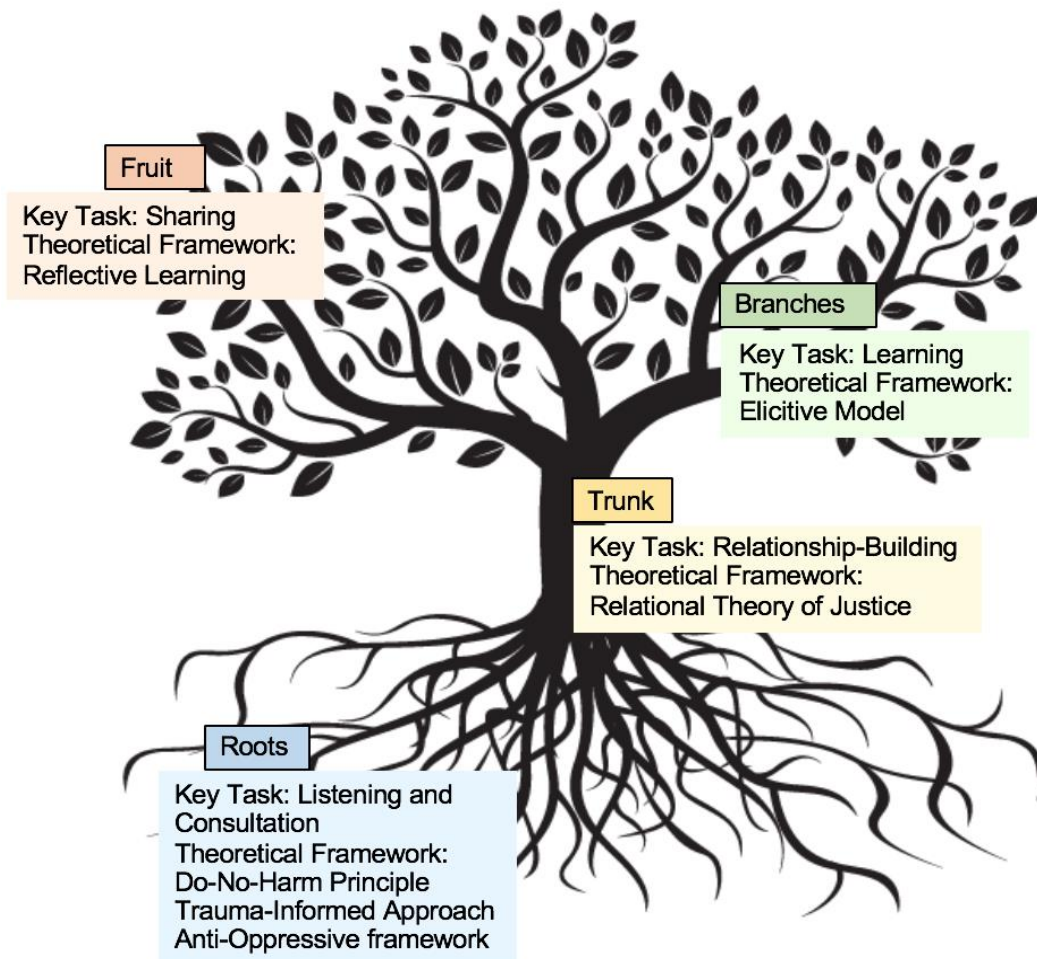 Fruit
Key Task: Sharing
Theoretical Framework:
Reflective Learning
Branches
Key Task: Learning
Theoretical Framework:
Elicitive Model
Trunk
Key Task: Relationship-Building
Theoretical Framework:
Relational Theory of Justice
Roots
Key Task: Listening and
Consultation
Theoretical Framework:
Do-No-Harm Principle
Trauma-Informed Approach
Anti-Oppressive framework